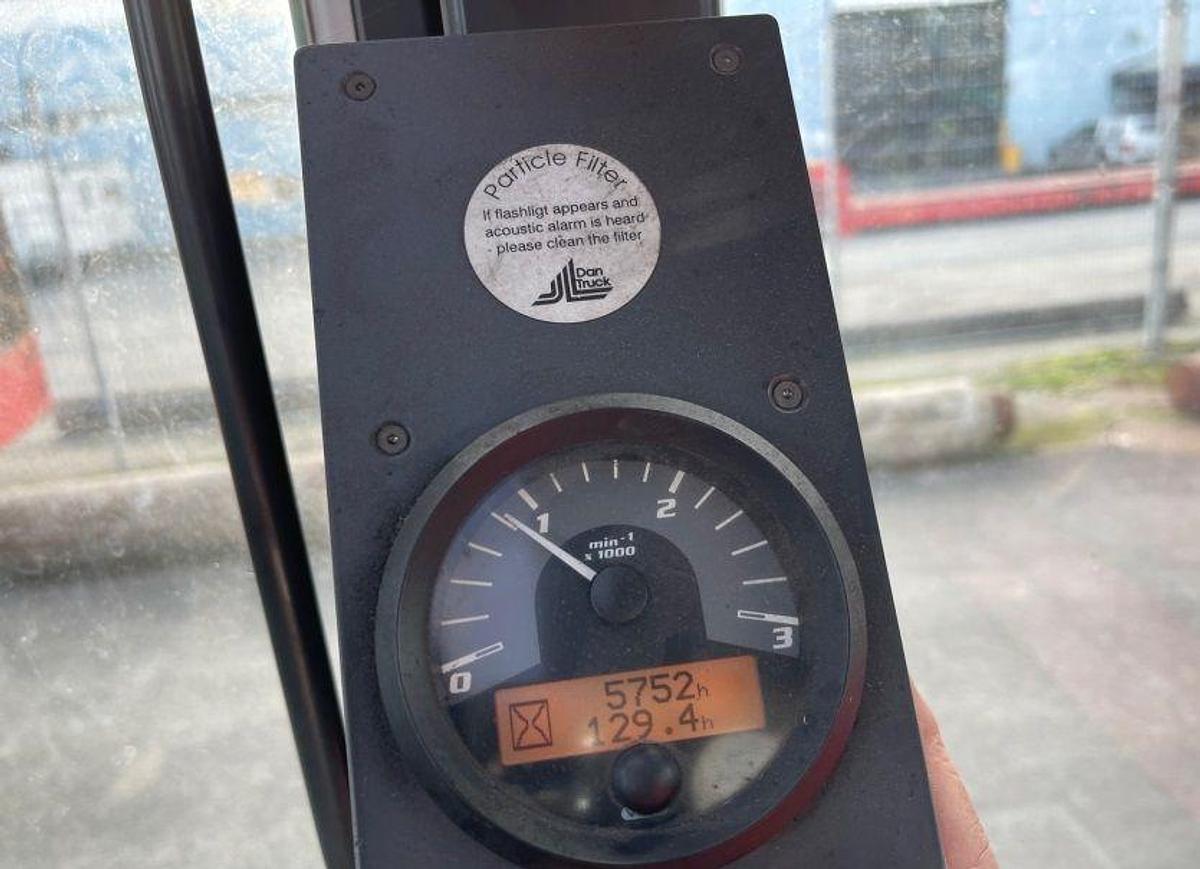 Particle Filter
If flashligt appears and
acoustic alarm is heard
- please clean the filter
Dan
Truck
1
2
min-1
x 1000
0
3
5752h
129.4h